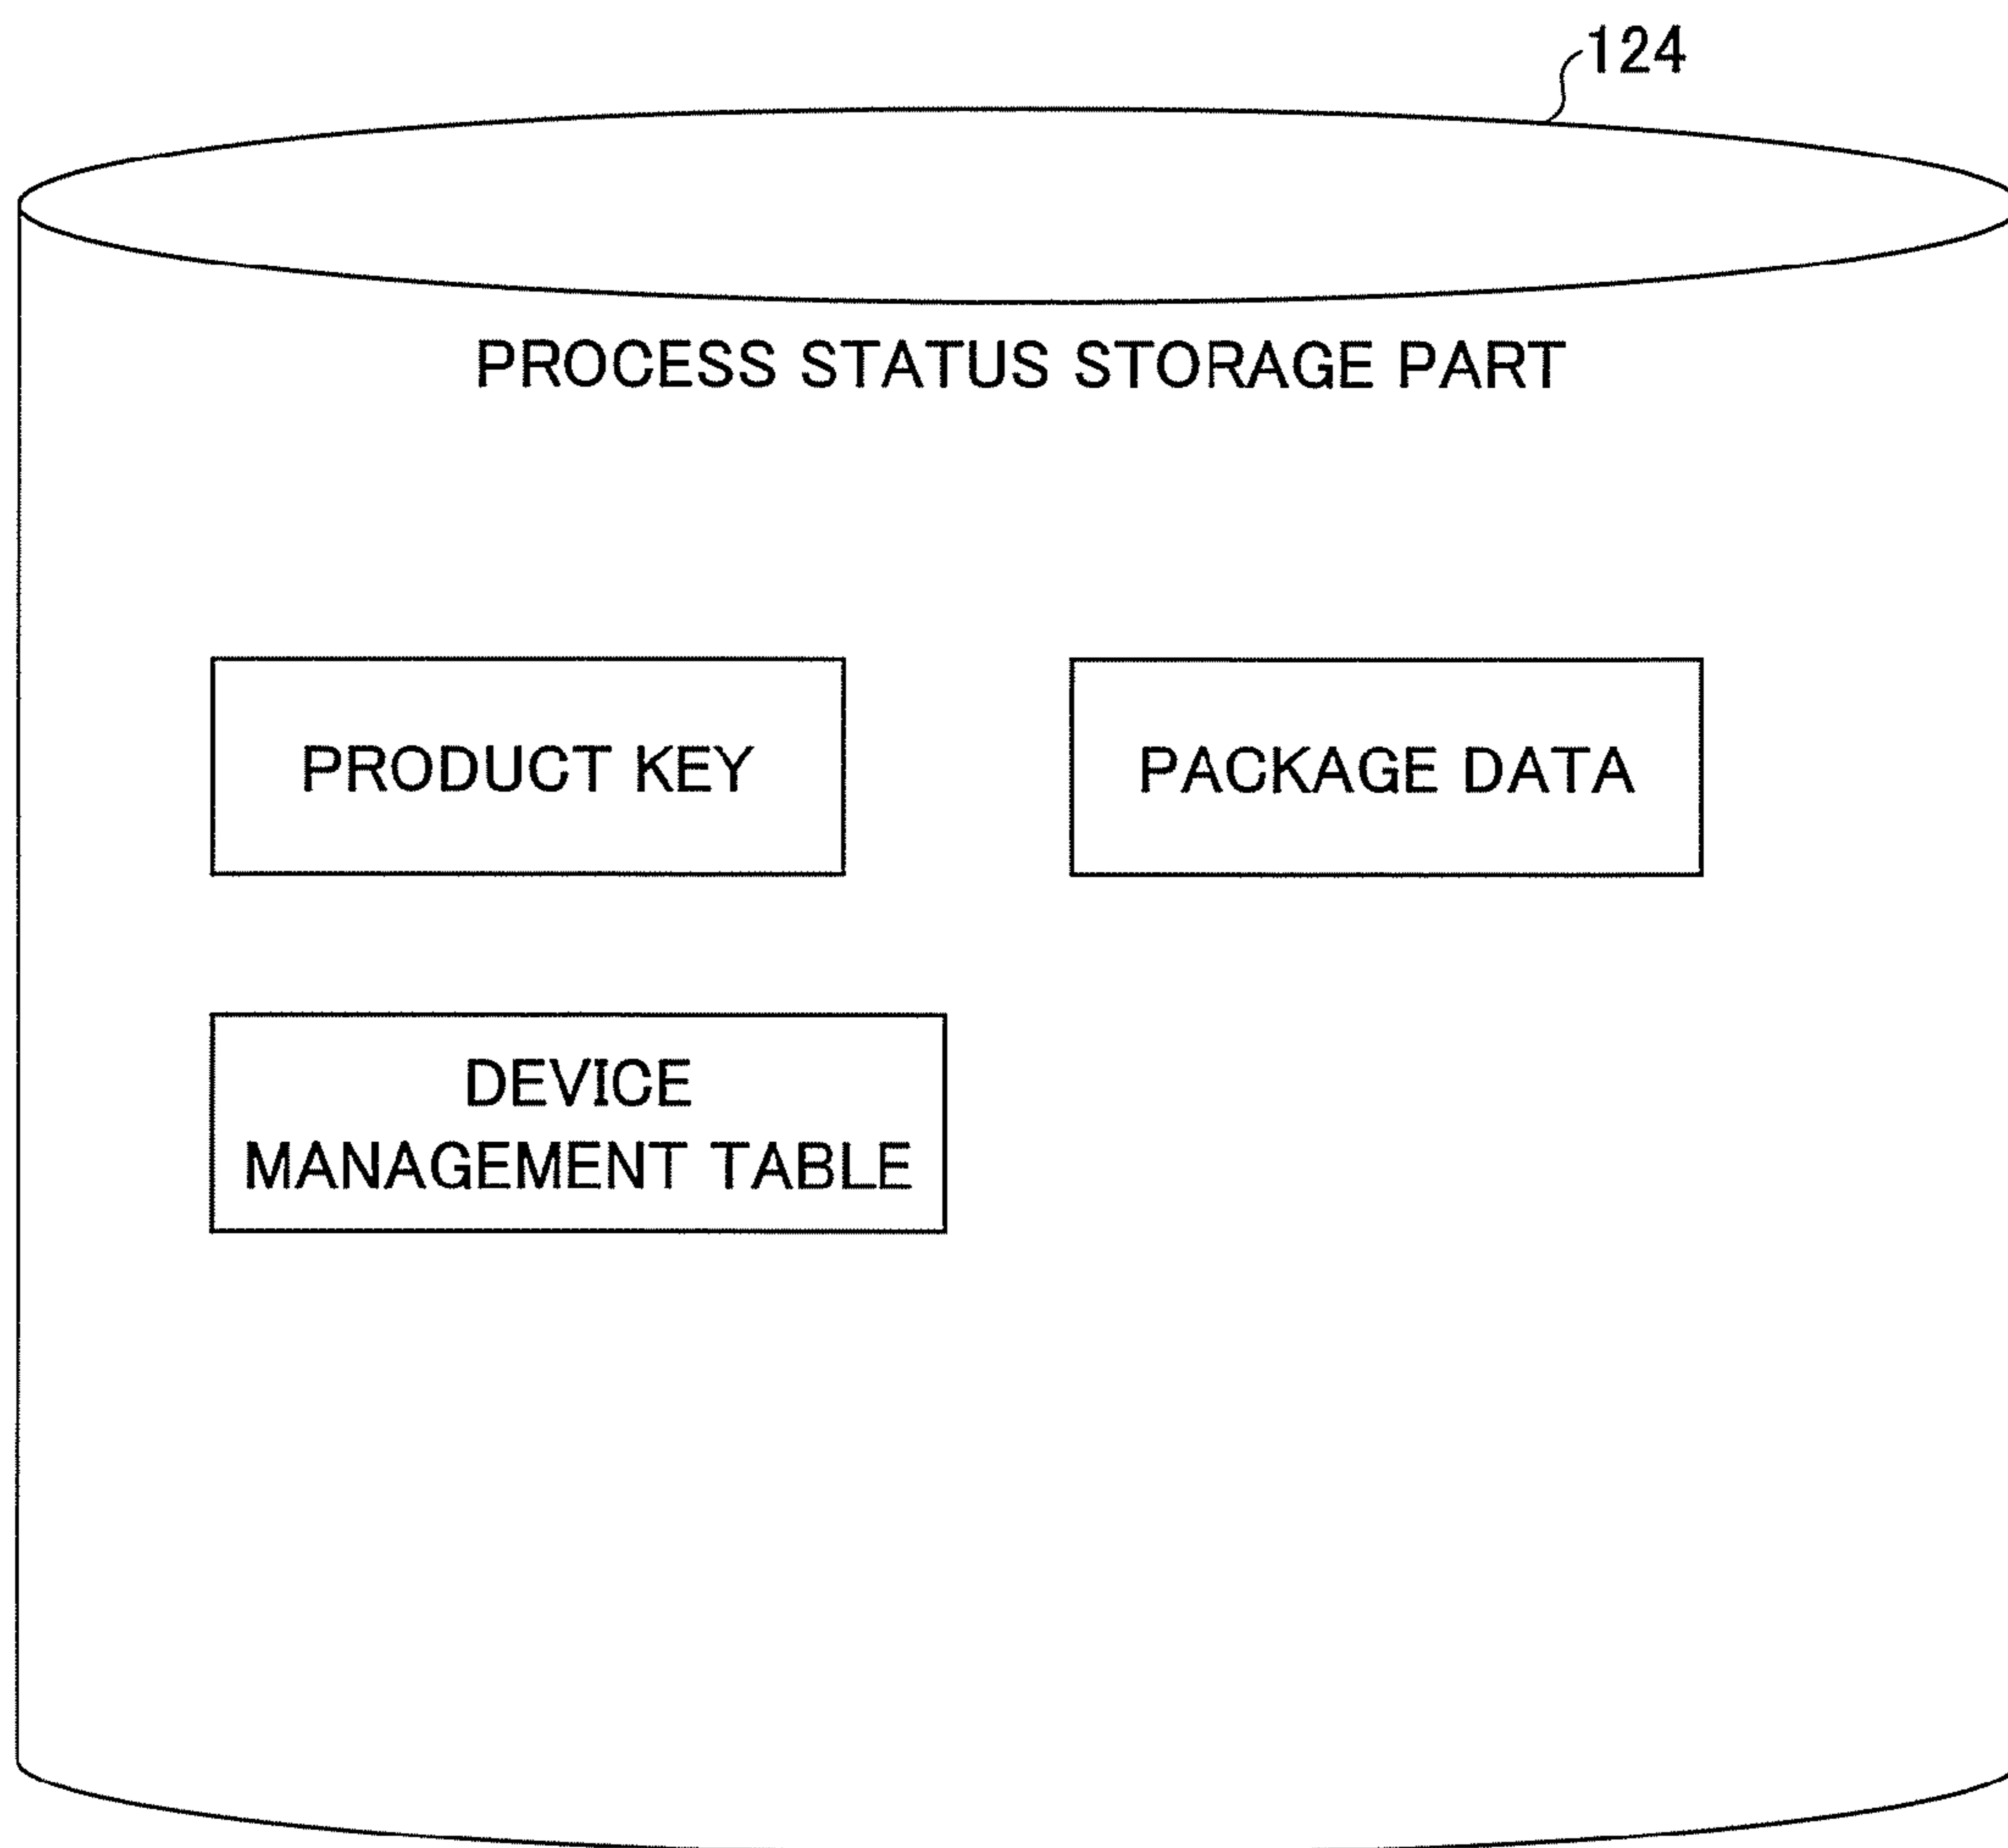 124
PROCESS STATUS STORAGE PART
PRODUCT KEY
PACKAGE DATA
DEVICE
MANAGEMENT TABLE